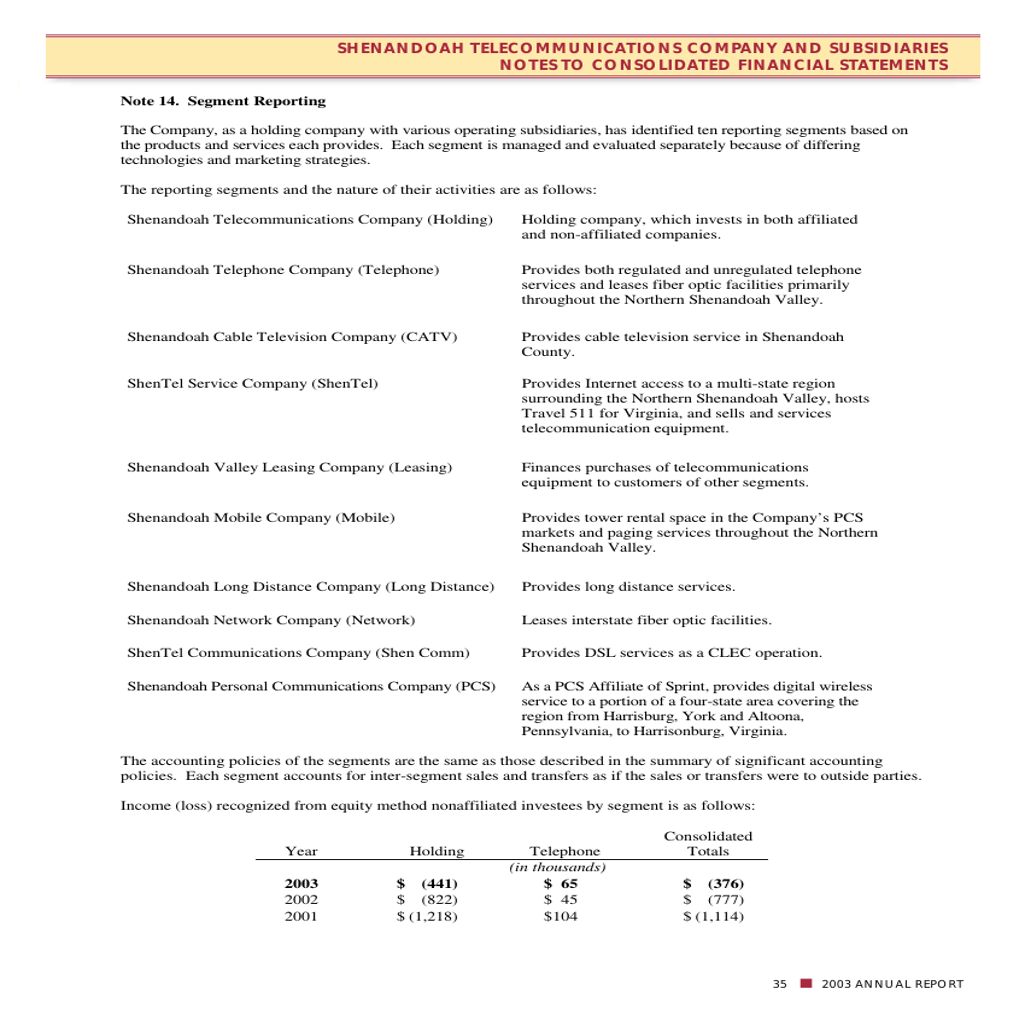 SHENANDOAH TELECOMMUNICATIONS COMPANY AND SUBSIDIARIES
NOTES TO CONSOLIDATED FINANCIAL STATEMENTS
Note 14. Segment Reporting
The Company, as a holding company with various operating subsidiaries, has identified ten reporting segments based on
the products and services each provides. Each segment is managed and evaluated separately because of differing
technologies and marketing strategies.
The reporting segments and the nature of their activities are as follows:
Shenandoah Telecommunications Company (Holding) Holding company, which invests in both affiliated
and non-affiliated companies.
Shenandoah Telephone Company (Telephone) Provides both regulated and unregulated telephone
services and leases fiber optic facilities primarily
throughout the Northern Shenandoah Valley.
Shenandoah Cable Television Company (CATV) Provides cable television service in Shenandoah
County.
ShenTel Service Company (ShenTel) Provides Internet access to a multi-state region
surrounding the Northern Shenandoah Valley, hosts
Travel 511 for Virginia, and sells and services
telecommunication equipment.
Shenandoah Valley Leasing Company (Leasing) Finances purchases of telecommunications
equipment to customers of other segments.
Shenandoah Mobile Company (Mobile) Provides tower rental space in the Company's PCS
markets and paging services throughout the Northern
Shenandoah Valley.
Shenandoah Long Distance Company (Long Distance) Provides long distance services.
Shenandoah Network Company (Network) Leases interstate fiber optic facilities.
ShenTel Communications Company (Shen Comm) Provides DSL services as a CLEC operation.
Shenandoah Personal Communications Company (PCS) As a PCS Affiliate of Sprint, provides digital wireless
service to a portion of a four-state area covering the
region from Harrisburg, York and Altoona,
Pennsylvania, to Harrisonburg, Virginia.
The accounting policies of the segments are the same as those described in the summary of significant accounting
policies. Each segment accounts for inter-segment sales and transfers as if the sales or transfers were to outside parties.
Income (loss) recognized from equity method nonaffiliated investees by segment is as follows:
Consolidated
Year Holding Telephone Totals
(in thousands)
2003 $ (441) $ 65 $ (376)
2002 $ (822) $ 45 $ (777)
2001 $ (1,218) $104 $ (1,114)
35 ■ 2003 ANNUAL REPORT